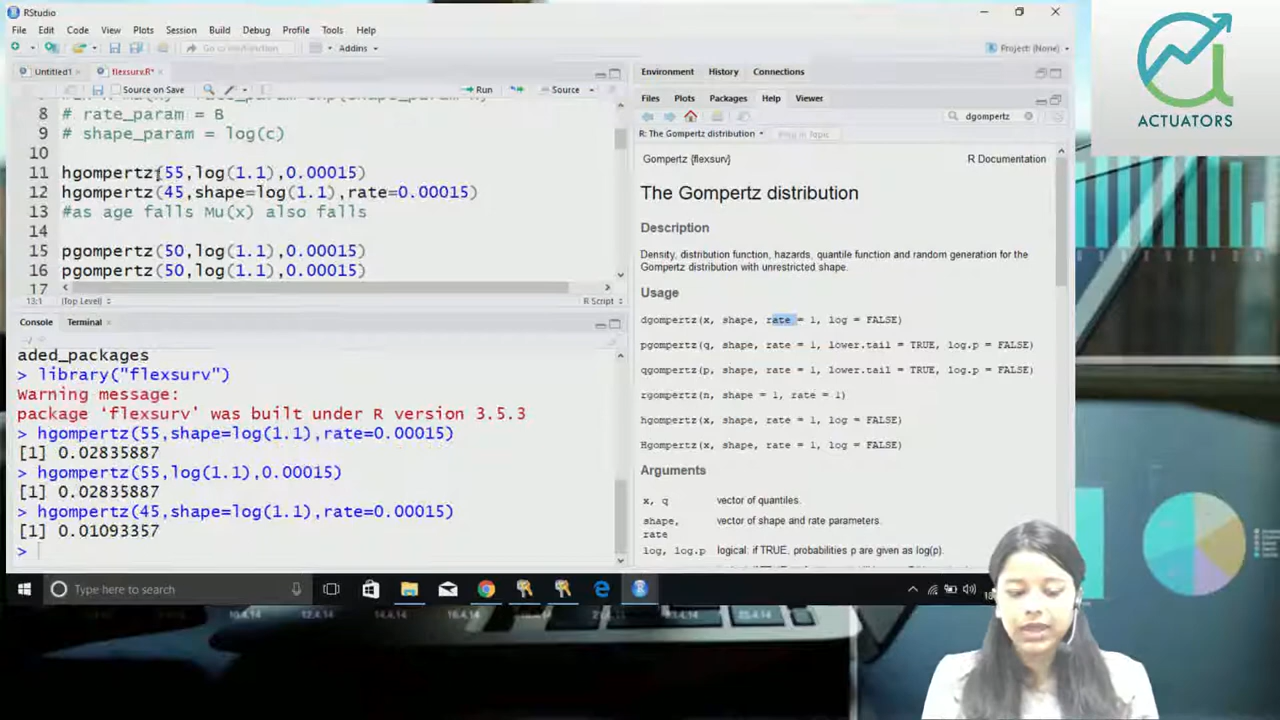 RStudio
File Edit Code View Plots Session Build Debug Profile Tools Help
Go to file/function Addins
Project: (None)
Untitled1 flexsurv.R*
Source on Save Run Source
8 # rate_param = B
9 # shape_param = log(c)
10
11 hgompertz(55,log(1.1),0.00015)
12 hgompertz(45,shape=log(1.1),rate=0.00015)
13 #as age falls Mu(x) also falls
14
15 pgompertz(50,log(1.1),0.00015)
16 pgompertz(50,log(1.1),0.00015)
17
13:1 (Top Level) R Script
Console Terminal
~/
aded_packages
> library("flexsurv")
Warning message:
package ‘flexsurv’ was built under R version 3.5.3
> hgompertz(55,shape=log(1.1),rate=0.00015)
[1] 0.02835887
> hgompertz(55,log(1.1),0.00015)
[1] 0.02835887
> hgompertz(45,shape=log(1.1),rate=0.00015)
[1] 0.01093357
>
Environment History Connections
Files Plots Packages Help Viewer
dgompertz
R: The Gompertz distribution Find in Topic
Gompertz {flexsurv} R Documentation
The Gompertz distribution
Description
Density, distribution function, hazards, quantile function and random generation for the
Gompertz distribution with unrestricted shape.
Usage
dgompertz(x, shape, rate = 1, log = FALSE)
pgompertz(q, shape, rate = 1, lower.tail = TRUE, log.p = FALSE)
qgompertz(p, shape, rate = 1, lower.tail = TRUE, log.p = FALSE)
rgompertz(n, shape = 1, rate = 1)
hgompertz(x, shape, rate = 1, log = FALSE)
Hgompertz(x, shape, rate = 1, log = FALSE)
Arguments
x, q vector of quantiles.
shape, vector of shape and rate parameters.
rate
log, log.p logical: if TRUE, probabilities p are given as log(p).
Type here to search
ACTUATORS